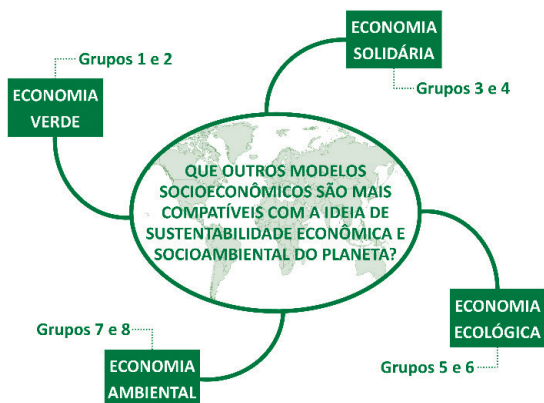 ECONOMIA
SOLIDÁRIA
Grupos 3 e 4
Grupos 1 e 2
ECONOMIA
VERDE
QUE OUTROS MODELOS
SOCIOECONÔMICOS SÃO MAIS
COMPATÍVEIS COM A IDEIA DE
SUSTENTABILIDADE ECONÔMICA E
SOCIOAMBIENTAL DO PLANETA?
ECONOMIA
ECOLÓGICA
Grupos 5 e 6
Grupos 7 e 8
ECONOMIA
AMBIENTAL